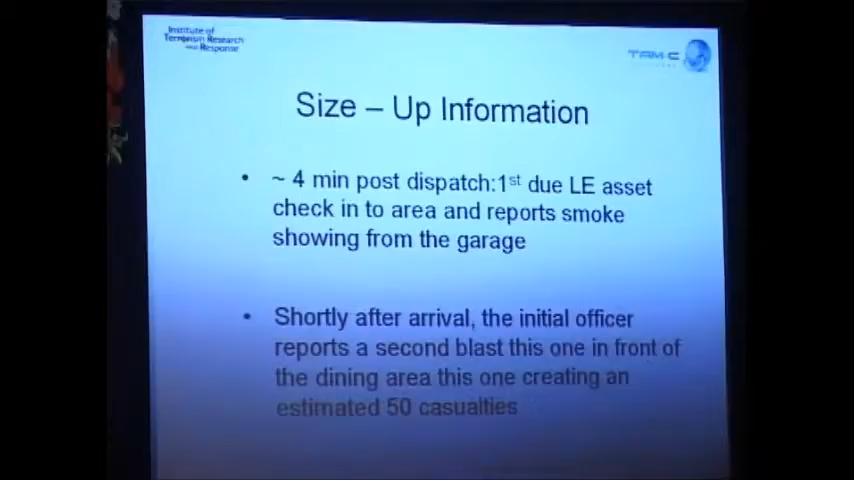 Institute of
Terrorism Research
and Response
TAM-C
Size – Up Information
• ~ 4 min post dispatch:1st due LE asset
check in to area and reports smoke
showing from the garage
• Shortly after arrival, the initial officer
reports a second blast this one in front of
the dining area this one creating an
estimated 50 casualties